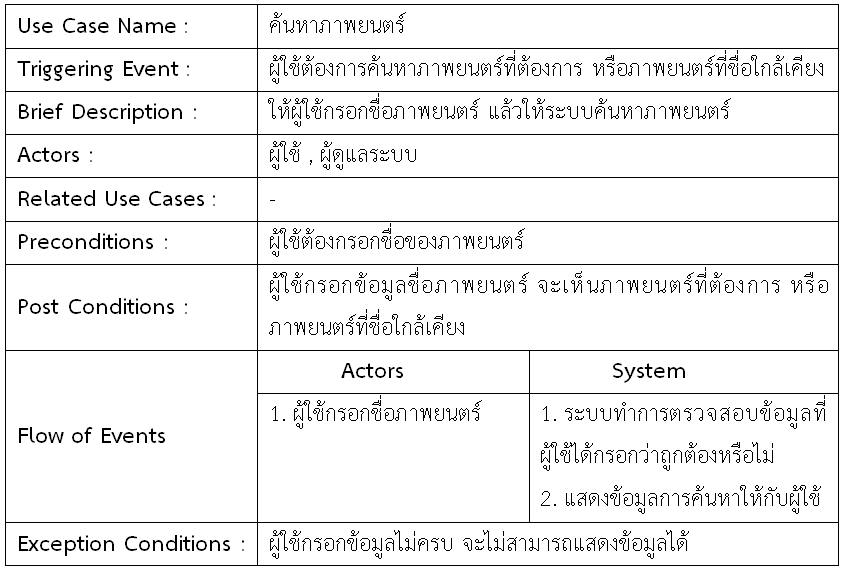 Use Case Name : ค้นหาภาพยนตร์
Triggering Event : ผู้ใช้ต้องการค้นหาภาพยนตร์ที่ต้องการ หรือภาพยนตร์ที่ชื่อใกล้เคียง
Brief Description : ให้ผู้ใช้กรอกชื่อภาพยนตร์ แล้วให้ระบบค้นหาภาพยนตร์
Actors : ผู้ใช้ , ผู้ดูแลระบบ
Related Use Cases : -
Preconditions : ผู้ใช้ต้องกรอกชื่อของภาพยนตร์
Post Conditions : ผู้ใช้กรอกข้อมูลชื่อภาพยนตร์ จะเห็นภาพยนตร์ที่ต้องการ หรือ
ภาพยนตร์ที่ชื่อใกล้เคียง
Flow of Events
Actors
System
1. ผู้ใช้กรอกชื่อภาพยนตร์
1. ระบบทำการตรวจสอบข้อมูลที่
ผู้ใช้ได้กรอกว่าถูกต้องหรือไม่
2. แสดงข้อมูลการค้นหาให้กับผู้ใช้
Exception Conditions : ผู้ใช้กรอกข้อมูลไม่ครบ จะไม่สามารถแสดงข้อมูลได้